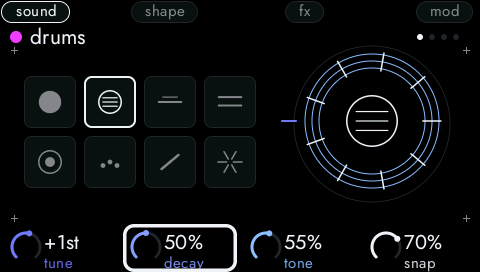 sound shape fx mod
drums
+1st 50% 55% 70%
tune decay tone snap